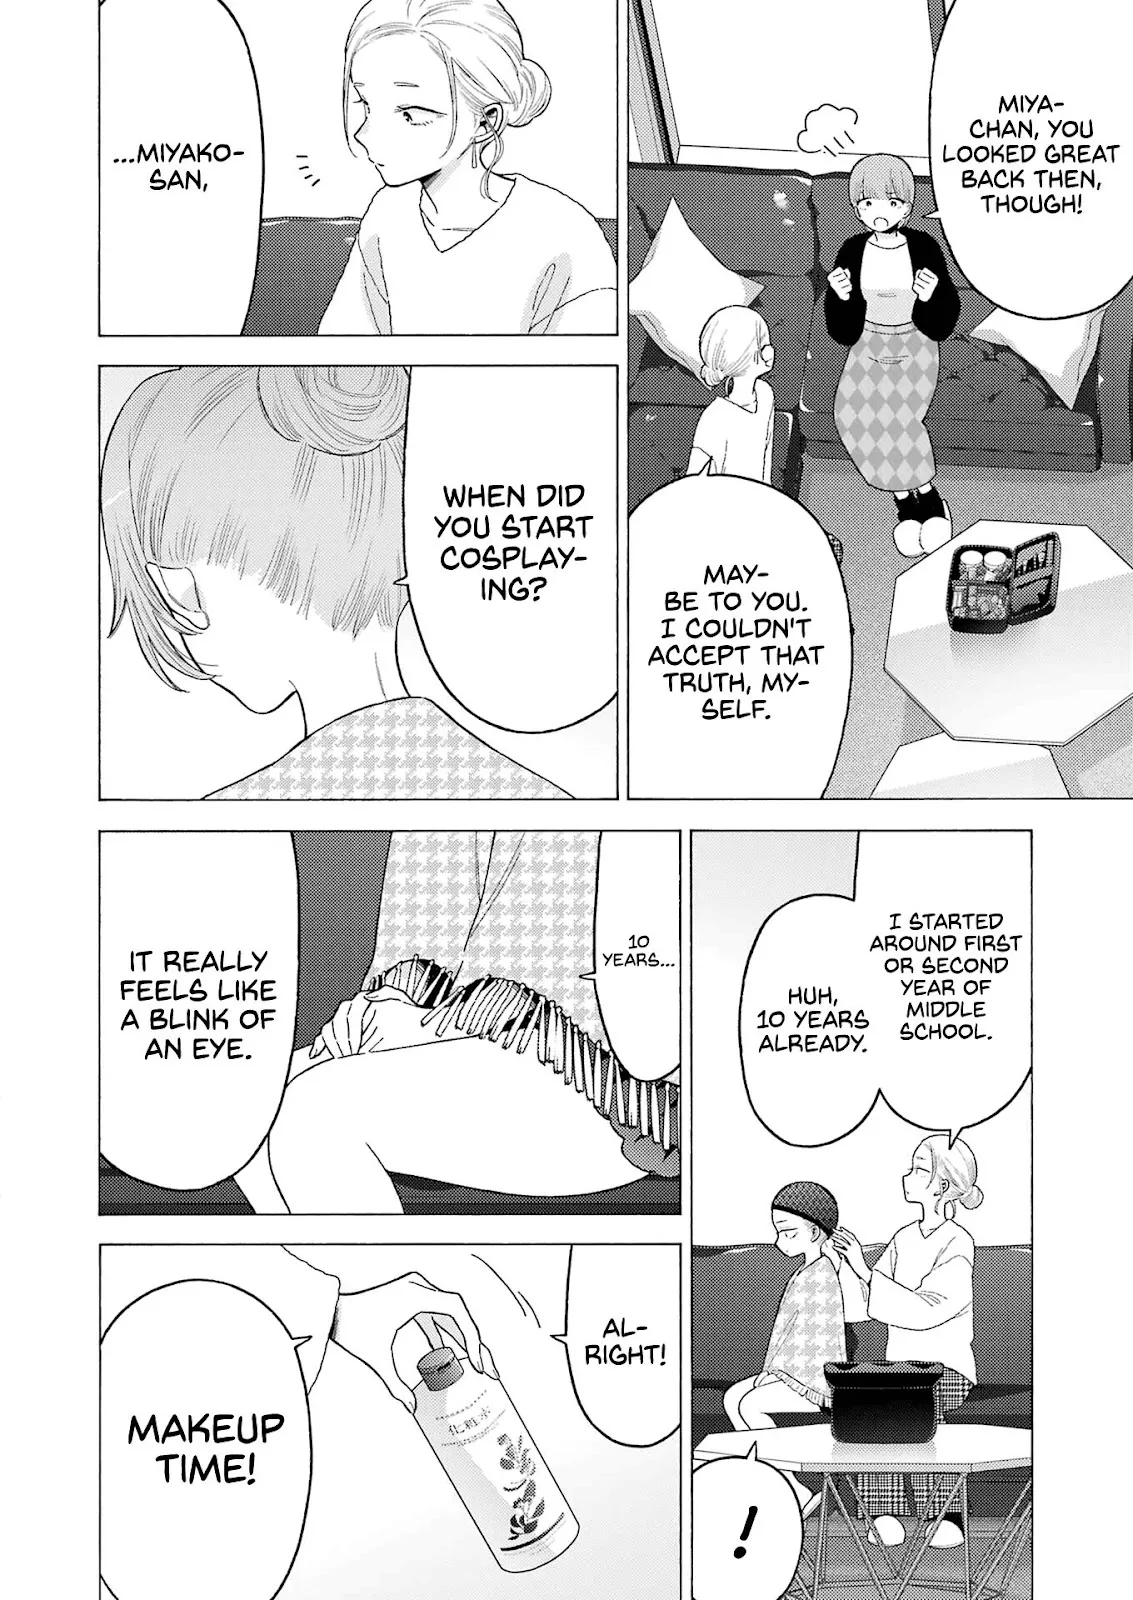 MIYA-
CHAN, YOU
LOOKED GREAT
BACK THEN,
THOUGH!
MAY-
BE TO YOU.
I COULDN'T
ACCEPT THAT
TRUTH, MY-
SELF.
...MIYAKO-
SAN,
WHEN DID
YOU START
COSPLAY-
ING?
I STARTED
AROUND FIRST
OR SECOND
YEAR OF
MIDDLE
SCHOOL.
HUH,
10 YEARS
ALREADY.
!
10
YEARS...
IT REALLY
FEELS LIKE
A BLINK OF
AN EYE.
AL-
RIGHT!
化粧水
MAKEUP
TIME!